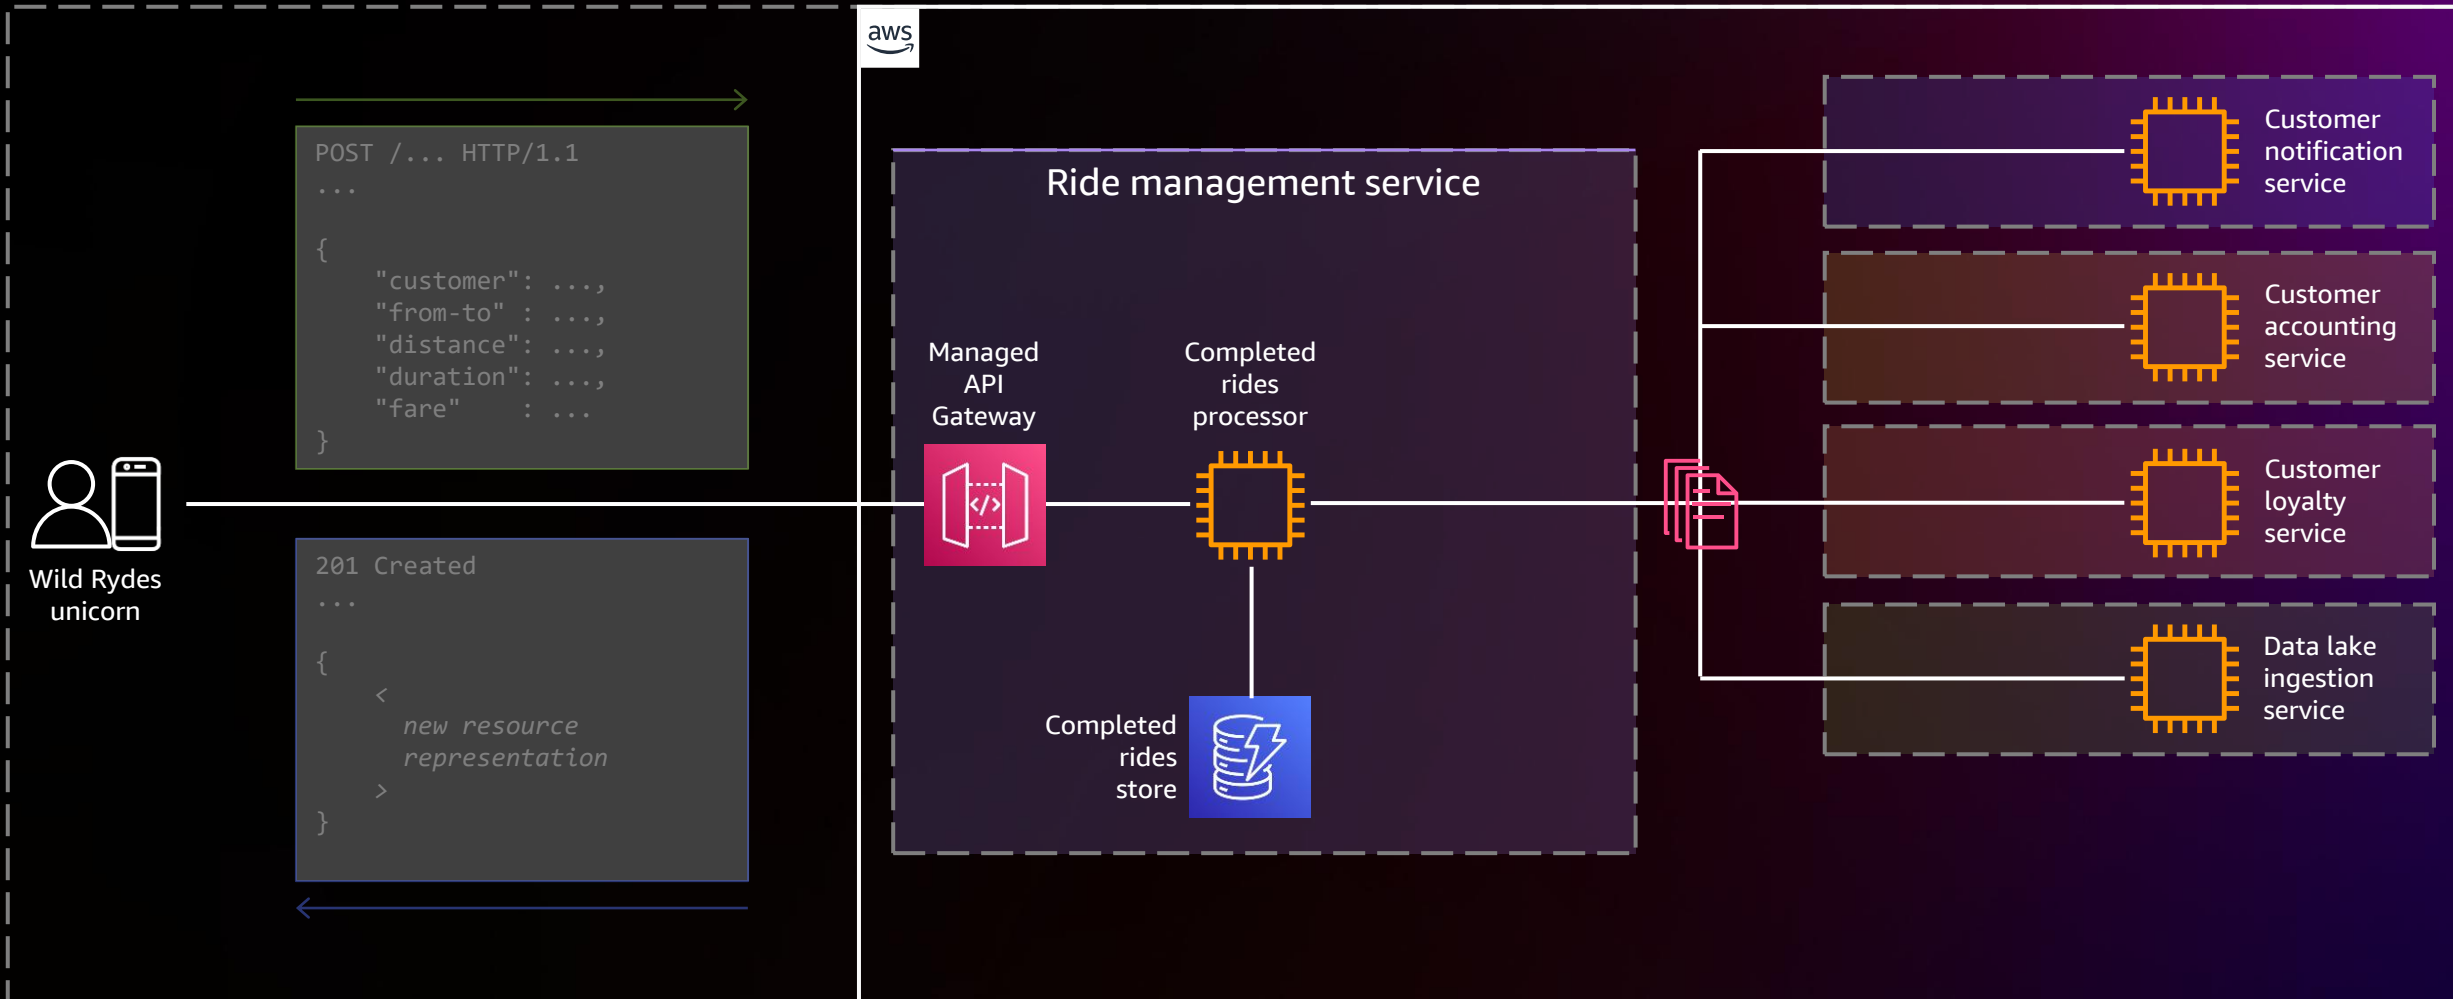 aws
POST /... HTTP/1.1
...
{
"customer": ...,
"from-to" : ...,
"distance": ...,
"duration": ...,
"fare"    : ...
}
Wild Rydes
unicorn
201 Created
...
{
<
new resource
representation
>
}
Ride management service
Managed
API
Gateway
</>
Completed
rides
processor
Completed
rides
store
Customer
notification
service
Customer
accounting
service
Customer
loyalty
service
Data lake
ingestion
service